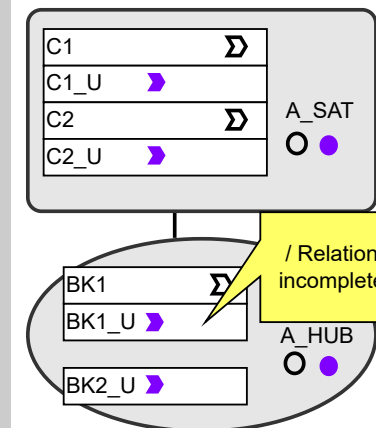 C1
C1_U
C2
C2_U
A_SAT
/ Relation
incomplete
BK1
BK1_U
A_HUB
BK2_U